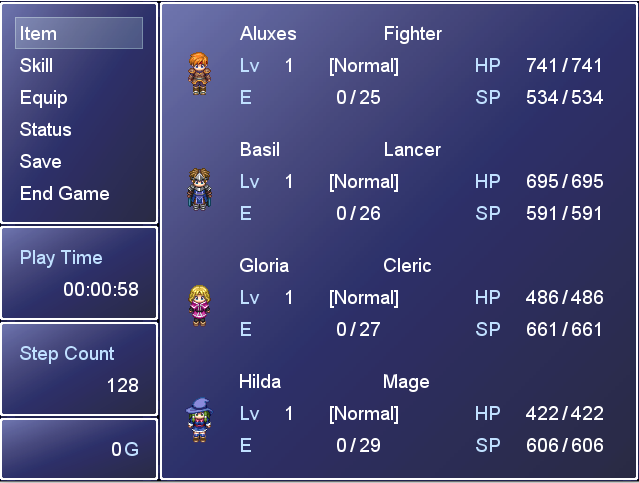 Item
Skill
Equip
Status
Save
End Game
Play Time
00:00:58
Step Count
128
0G
Aluxes Fighter
Lv 1 [Normal] HP 741/741
E 0/25 SP 534/534
Basil Lancer
Lv 1 [Normal] HP 695/695
E 0/26 SP 591/591
Gloria Cleric
Lv 1 [Normal] HP 486/486
E 0/27 SP 661/661
Hilda Mage
Lv 1 [Normal] HP 422/422
E 0/29 SP 606/606